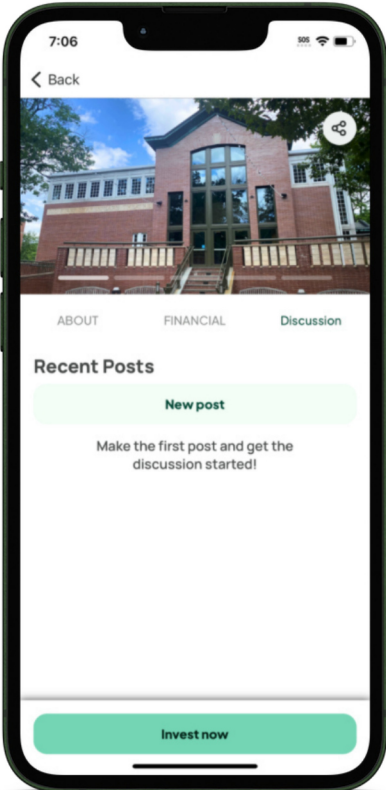 7:06
SOS
Back
ABOUT
FINANCIAL
Discussion
Recent Posts
New post
Make the first post and get the
discussion started!
Invest now